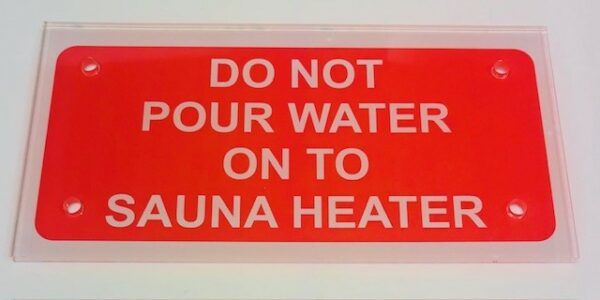 DO NOT
POUR WATER
ON TO
SAUNA HEATER